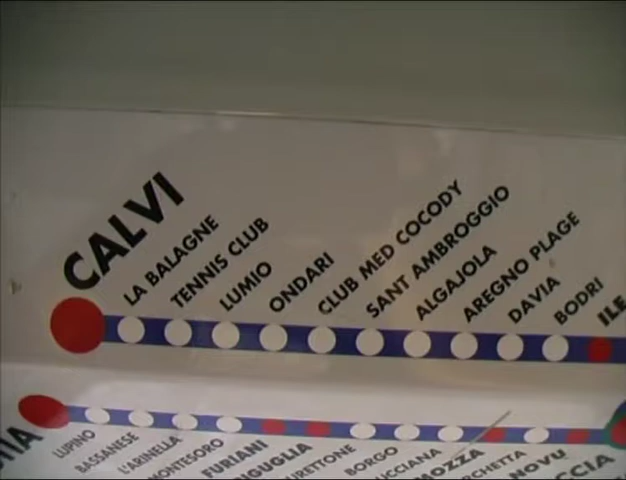 CALVI
LA BALAGNE
TENNIS CLUB
LUMIO
ONDARI
CLUB MED COCODY
SANT AMBROGGIO
ALGAJOLA
AREGNO PLAGE
DAVIA
BODRI
ILE
LUPINO
BASSANESE
L'ARINELLA
MONTESORO
FURIANI
BIGUGLIA
BORGO